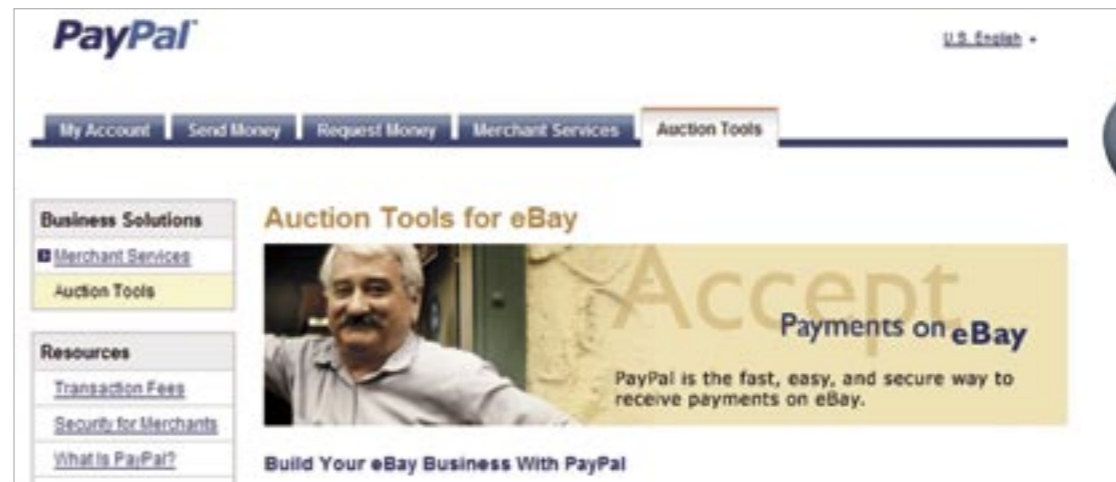 PayPal
U.S. English
My Account Send Money Request Money Merchant Services Auction Tools
Business Solutions
Merchant Services
Auction Tools
Resources
Transaction Fees
Security for Merchants
What Is PayPal?
Auction Tools for eBay
Accept
Payments on eBay
PayPal is the fast, easy, and secure way to
receive payments on eBay.
Build Your eBay Business With PayPal